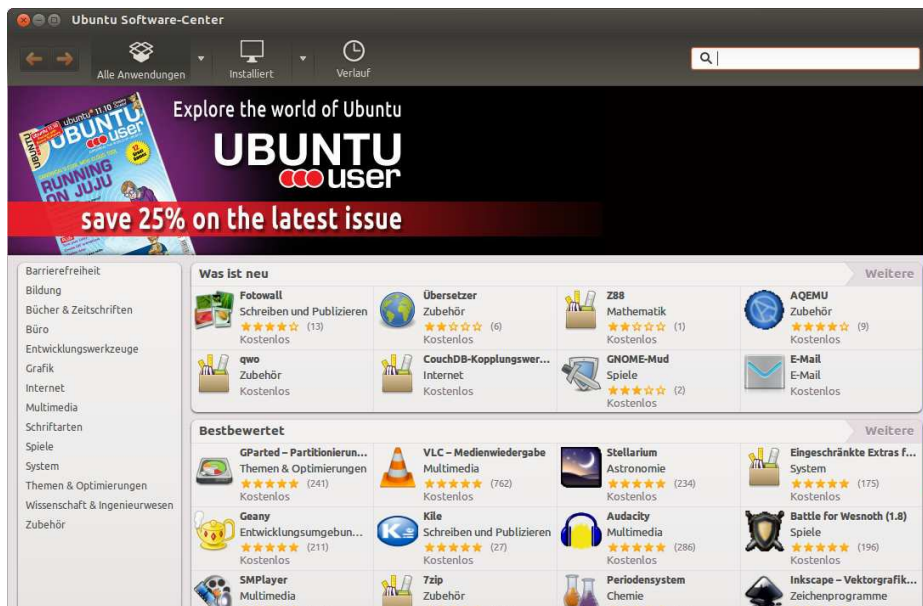 Ubuntu Software-Center
Alle Anwendungen
Installiert
Verlauf
ubuntu 11.10
UBUNTU
user
RUNNING
ON JUJU
Explore the world of Ubuntu
UBUNTU
user
save 25% on the latest issue
Barrierefreiheit
Bildung
Bücher & Zeitschriften
Büro
Entwicklungswerkzeuge
Grafik
Internet
Multimedia
Schriftarten
Spiele
System
Themen & Optimierungen
Wissenschaft & Ingenieurwesen
Zubehör
Was ist neu
Weitere
Fotowall
Schreiben und Publizieren
(13)
Kostenlos
Übersetzer
Zubehör
(6)
Kostenlos
Z88
Mathematik
(1)
Kostenlos
AQEMU
Zubehör
(9)
Kostenlos
qwo
Zubehör
Kostenlos
CouchDB-Kopplungswer...
Internet
Kostenlos
GNOME-Mud
Spiele
(2)
Kostenlos
E-Mail
E-Mail
Kostenlos
Bestbewertet
Weitere
GParted – Partitionierun...
Themen & Optimierungen
(241)
Kostenlos
VLC – Medienwiedergabe
Multimedia
(762)
Kostenlos
Stellarium
Astronomie
(234)
Kostenlos
Eingeschränkte Extras f...
System
(175)
Kostenlos
Geany
Entwicklungsumgebun...
(211)
Kostenlos
Kile
Schreiben und Publizieren
(27)
Kostenlos
Audacity
Multimedia
(286)
Kostenlos
Battle for Wesnoth (1.8)
Spiele
(196)
Kostenlos
SMPlayer
Multimedia
7zip
Zubehör
Periodensystem
Chemie
Inkscape – Vektorgrafik...
Zeichenprogramme